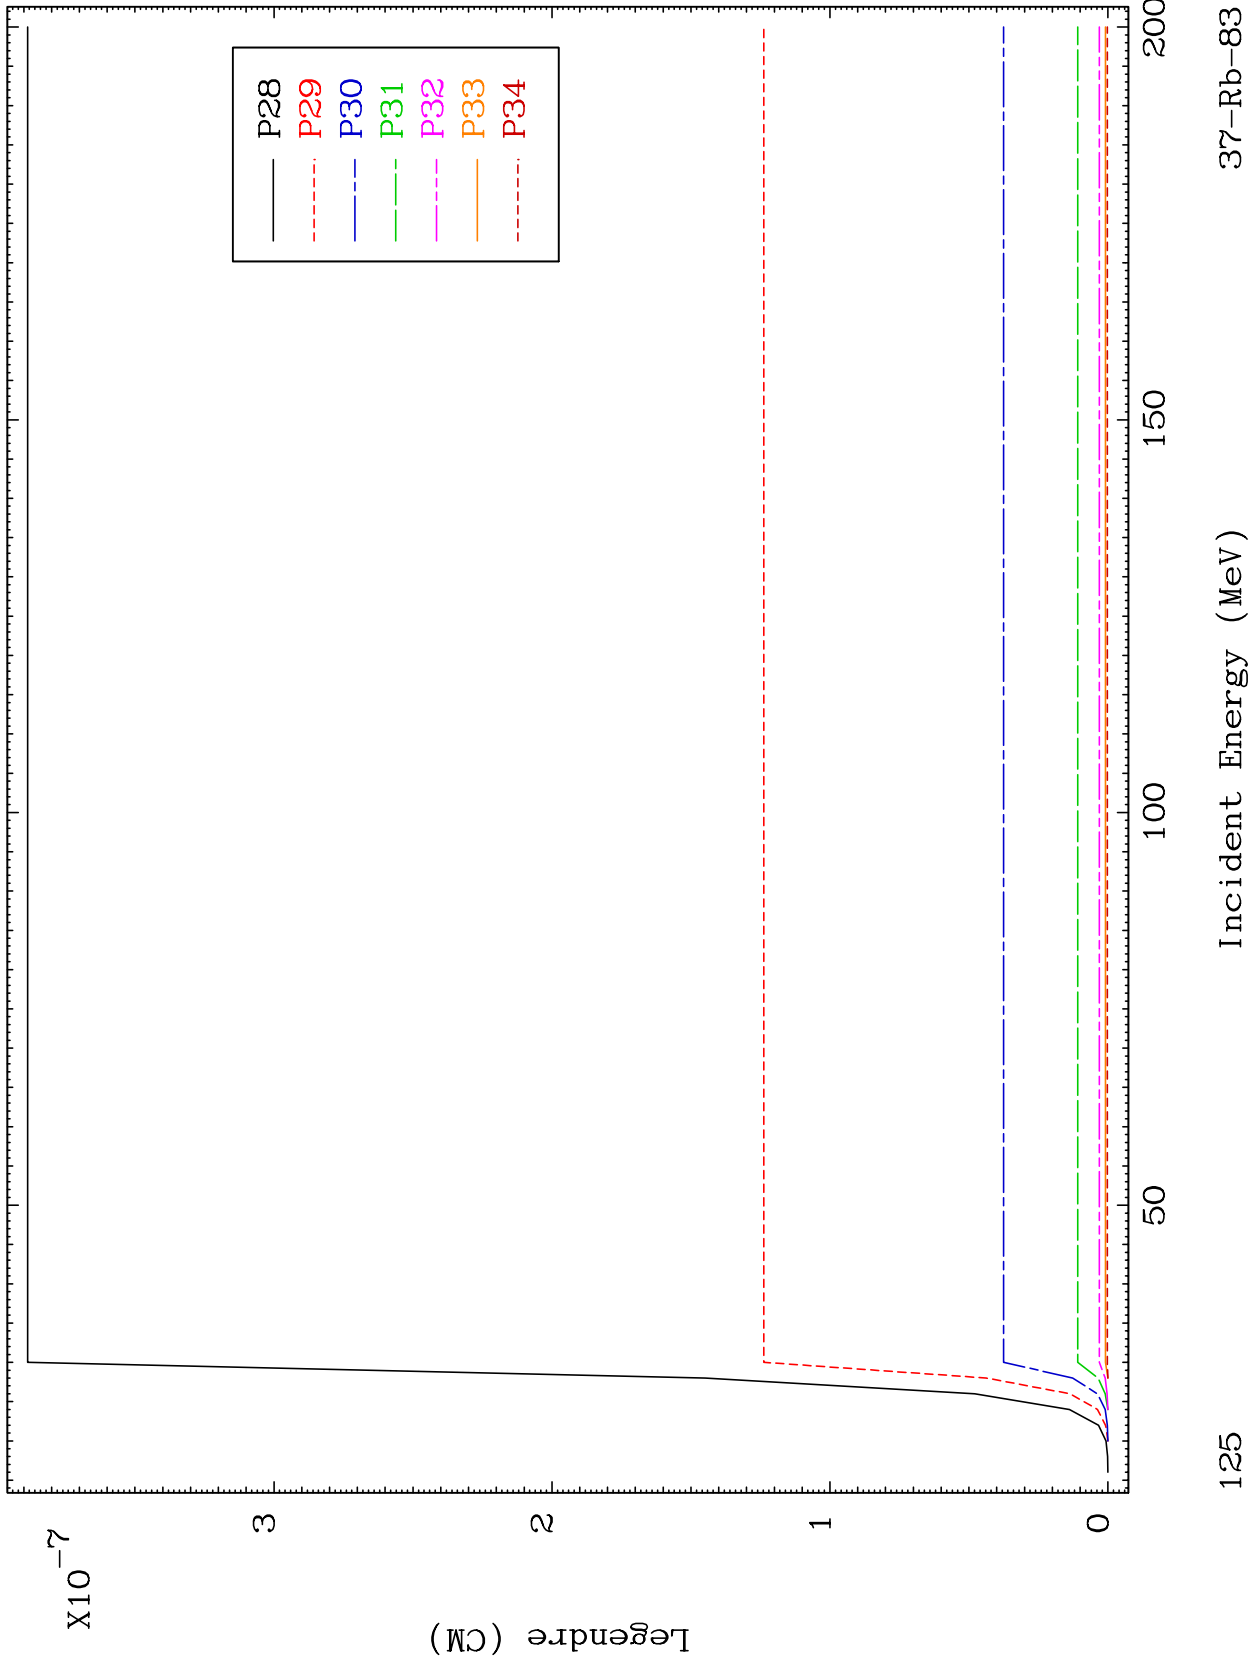 X10
-7
3
2
1
0
Legendre (CM)
P28
P29
P30
P31
P32
P33
P34
50
100
150
200
125
Incident Energy (MeV)
37-Rb-83